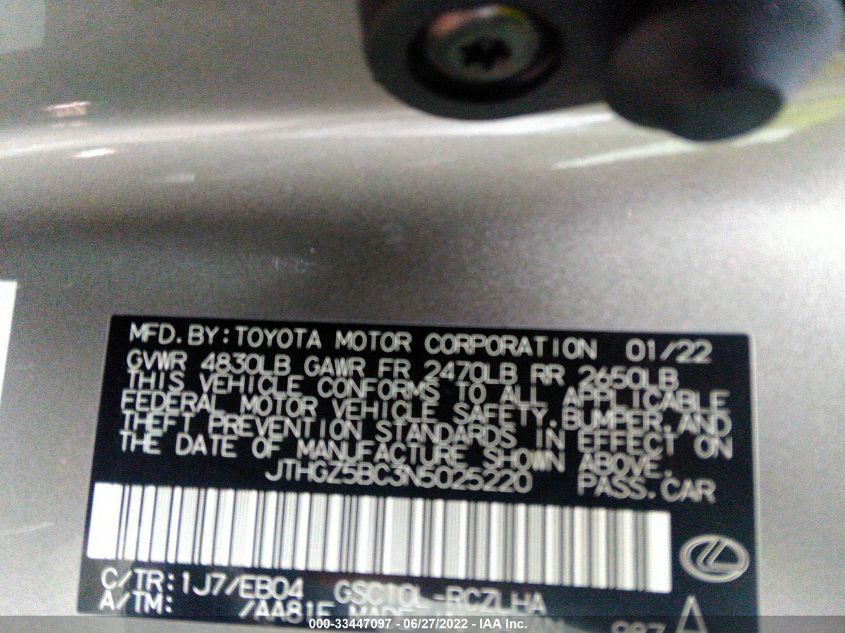 MFD.BY:TOYOTA MOTOR CORPORATION 01/22
GVWR 4830LB GAWR FR 2470LB RR 2650LB
THIS VEHICLE CONFORMS TO ALL APPLICABLE
FEDERAL MOTOR VEHICLE SAFETY,BUMPER,AND
THEFT PREVENTION STANDARDS IN EFFECT ON
THE DATE OF MANUFACTURE SHOWN ABOVE.
JTHGZ5BC3N5025220 PASS.CAR
C/TR:1J7/EB04 GSC10L-RCZLHA
A/TM: /AA81E
000-33447097 - 06/27/2022 - IAA Inc.